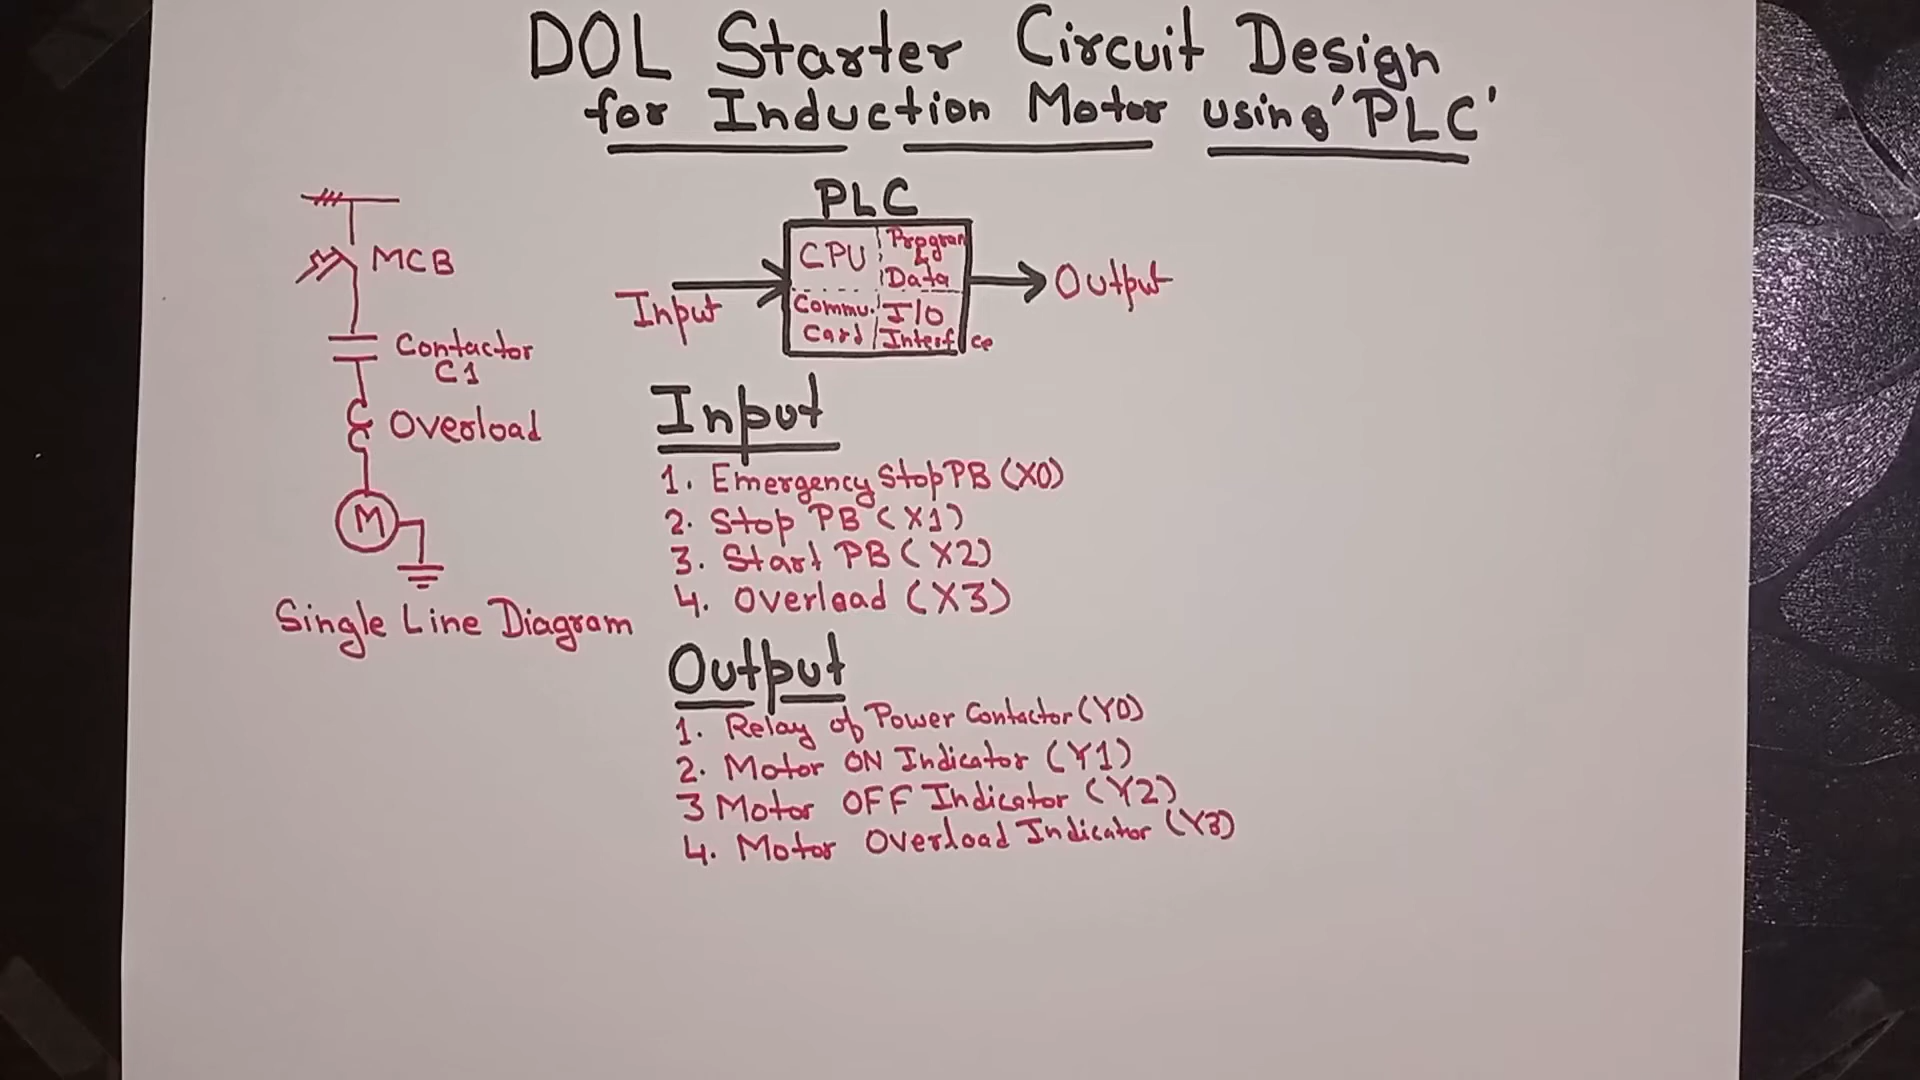 DOL Starter Circuit Design
for Induction Motor using 'PLC'
MCB
Contactor
C1
Overload
M
Single Line Diagram
PLC
CPU
Program
&
Data
Commu.
Card
I/O
Interface
Input
Output
Input
1. Emergency Stop PB (X0)
2. Stop PB (X1)
3. Start PB (X2)
4. Overload (X3)
Output
1. Relay of Power Contactor (Y0)
2. Motor ON Indicator (Y1)
3 Motor OFF Indicator (Y2)
4. Motor Overload Indicator (Y3)